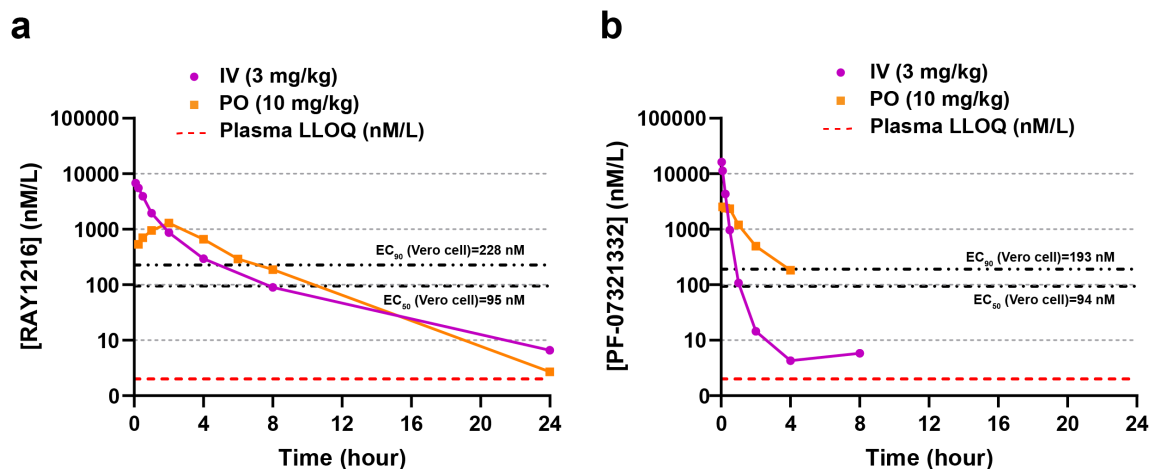 a
IV (3 mg/kg)
PO (10 mg/kg)
Plasma LLOQ (nM/L)
[RAY1216] (nM/L)
100000
10000
1000
100
10
0
EC90 (Vero cell)=228 nM
EC50 (Vero cell)=95 nM
0 4 8 12 16 20 24
Time (hour)
b
IV (3 mg/kg)
PO (10 mg/kg)
Plasma LLOQ (nM/L)
[PF-07321332] (nM/L)
100000
10000
1000
100
10
0
EC90 (Vero cell)=193 nM
EC50 (Vero cell)=94 nM
0 4 8 12 16 20 24
Time (hour)